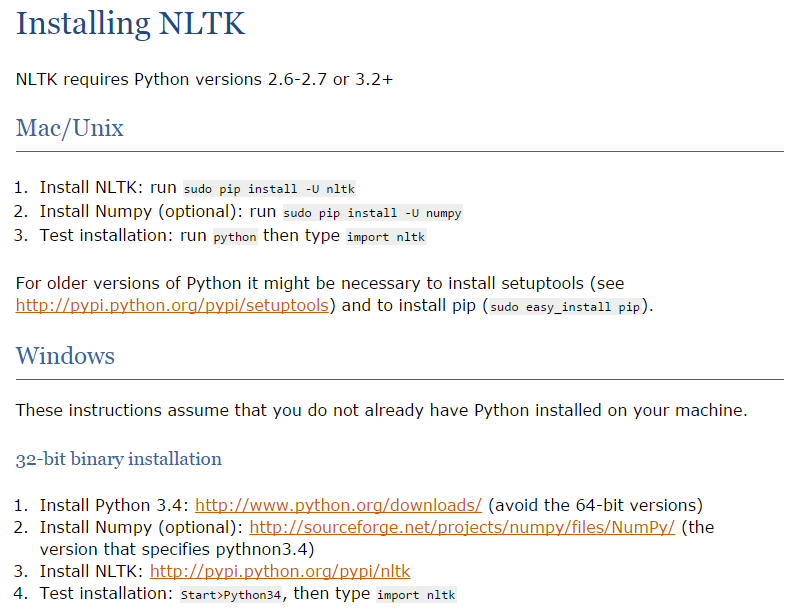 Installing NLTK
NLTK requires Python versions 2.6-2.7 or 3.2+
Mac/Unix
1. Install NLTK: run sudo pip install -U nltk
2. Install Numpy (optional): run sudo pip install -U numpy
3. Test installation: run python then type import nltk
For older versions of Python it might be necessary to install setuptools (see
http://pypi.python.org/pypi/setuptools) and to install pip (sudo easy_install pip).
Windows
These instructions assume that you do not already have Python installed on your machine.
32-bit binary installation
1. Install Python 3.4: http://www.python.org/downloads/ (avoid the 64-bit versions)
2. Install Numpy (optional): http://sourceforge.net/projects/numpy/files/NumPy/ (the
version that specifies pythnon3.4)
3. Install NLTK: http://pypi.python.org/pypi/nltk
4. Test installation: Start>Python34, then type import nltk